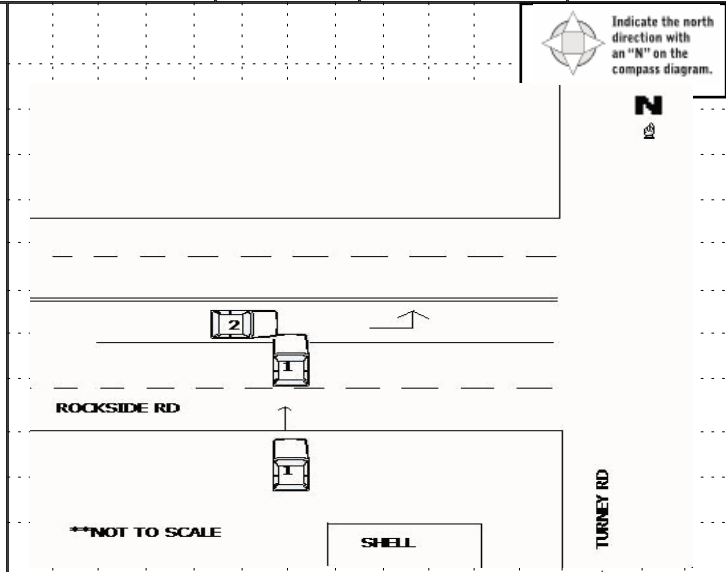 Indicate the north
direction with
an “N” on the
compass diagram.
N
2
1
ROCKSIDE RD
1
**NOT TO SCALE
SHELL
TURNEY RD